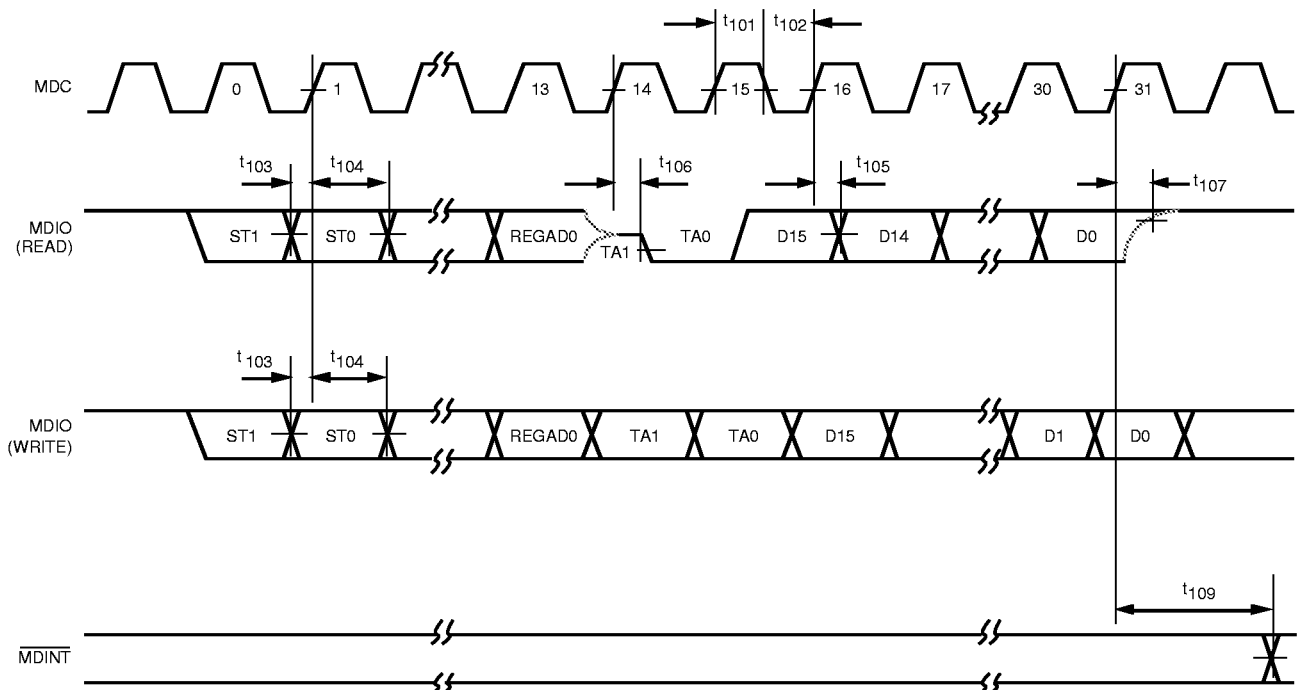 t101 t102
MDC 0 1 13 14 15 16 17 30 31
t103 t104 t106 t105 t107
MDIO
(READ)
ST1 ST0 REGAD0 TA1 TA0 D15 D14 D0
t103 t104
MDIO
(WRITE)
ST1 ST0 REGAD0 TA1 TA0 D15 D1 D0
t109
MDINT